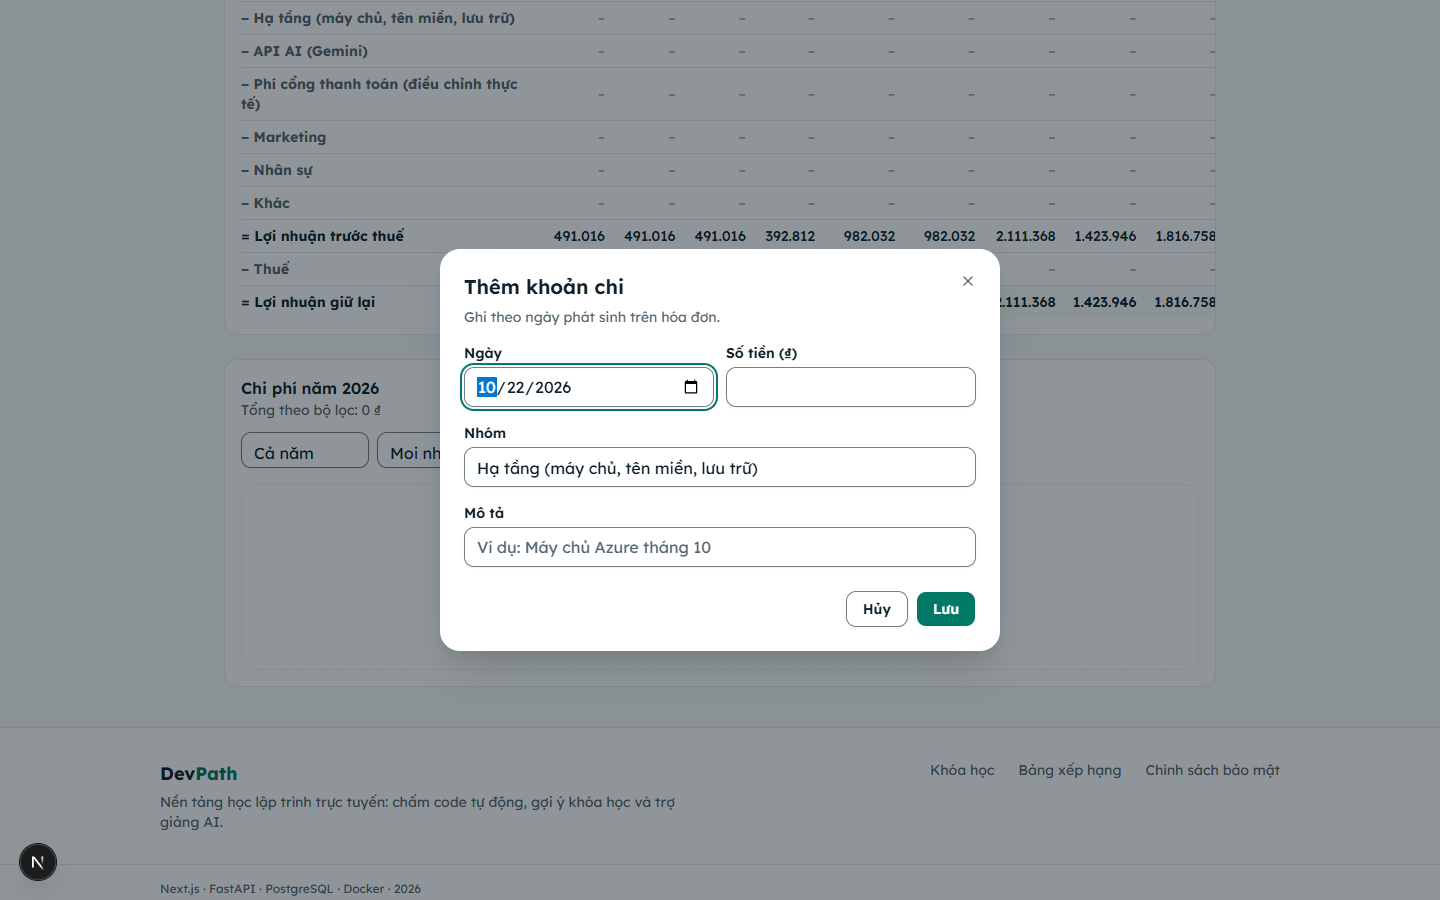 – Hạ tầng (máy chủ, tên miền, lưu trữ) – – – – – – – – –
– API AI (Gemini) – – – – – – – – –
– Phí cổng thanh toán (điều chỉnh thực tế) – – – – – – – – –
– Marketing – – – – – – – – –
– Nhân sự – – – – – – – – –
– Khác – – – – – – – – –
= Lợi nhuận trước thuế 491.016 491.016 491.016 392.812 982.032 982.032 2.111.368 1.423.946 1.816.758
– Thuế – – –
= Lợi nhuận giữ lại 2.111.368 1.423.946 1.816.758
Thêm khoản chi
Ghi theo ngày phát sinh trên hóa đơn.
Ngày Số tiền (₫)
10/22/2026
Nhóm
Hạ tầng (máy chủ, tên miền, lưu trữ)
Mô tả
Ví dụ: Máy chủ Azure tháng 10
Hủy Lưu
Chi phí năm 2026
Tổng theo bộ lọc: 0 ₫
Cả năm
DevPath
Nền tảng học lập trình trực tuyến: chấm code tự động, gợi ý khóa học và trợ
giảng AI.
Khóa học Bảng xếp hạng Chính sách bảo mật
N
Next.js · FastAPI · PostgreSQL · Docker · 2026